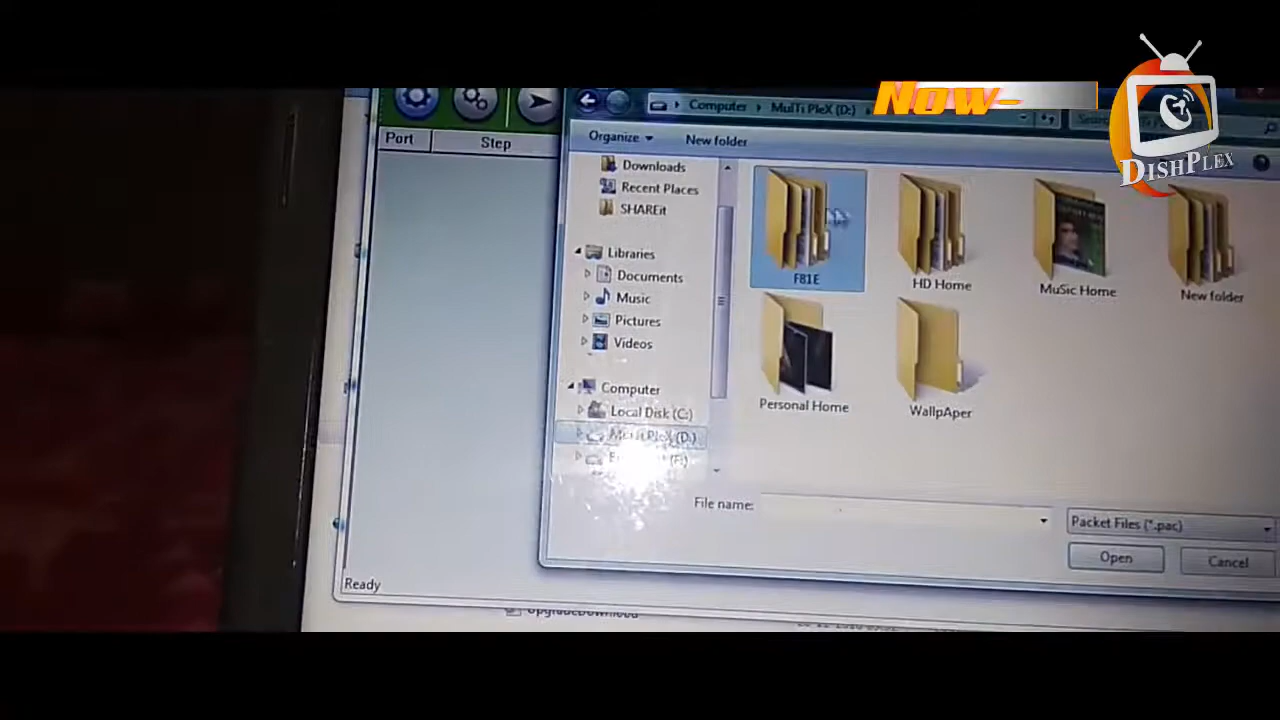 Now-
DISHPLEX
Computer
MulTi PleX (D:)
Organize
New folder
Port
Step
Downloads
Recent Places
SHAREit
Libraries
Documents
Music
Pictures
Videos
Computer
Local Disk (C:)
MulTi PleX (D:)
F81E
HD Home
MuSic Home
New folder
Personal Home
WallpAper
File name:
Packet Files (*.pac)
Open
Cancel
Ready
UpgradeDownload